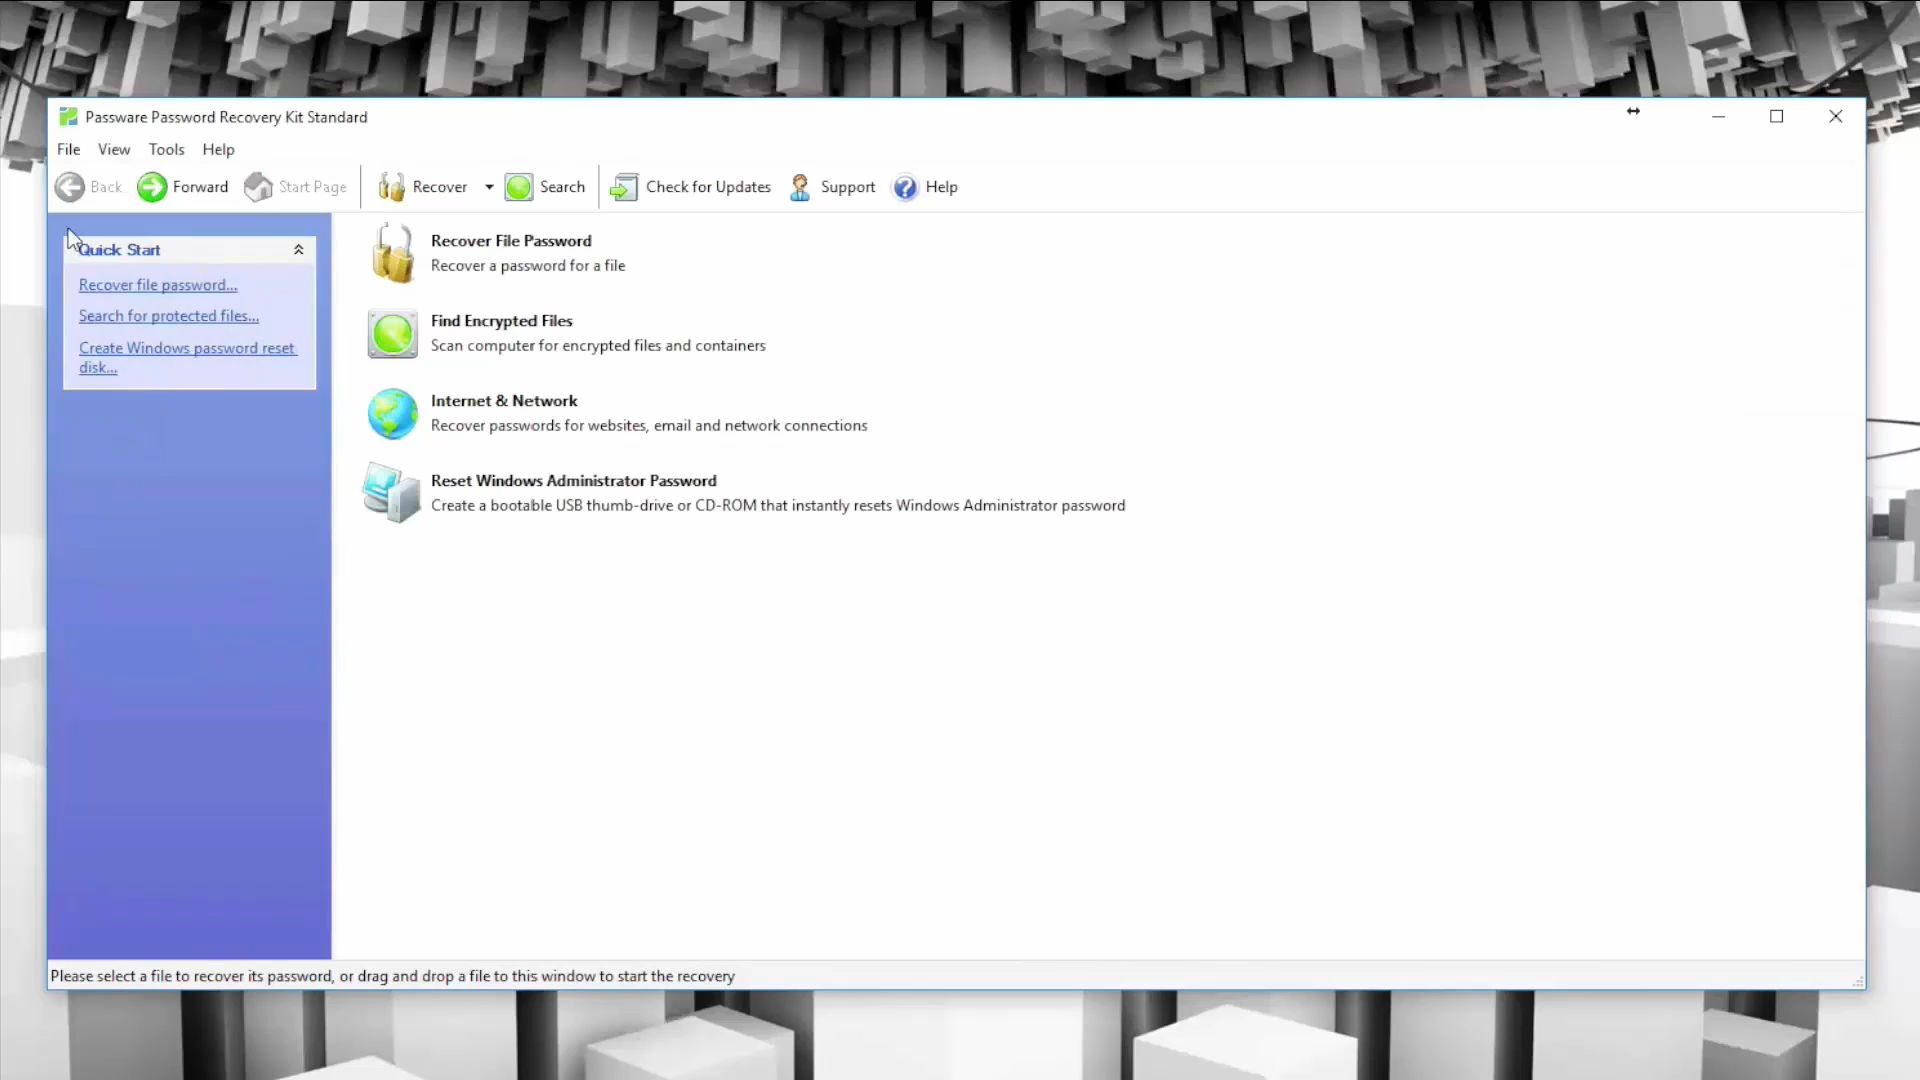 Passware Password Recovery Kit Standard
File View Tools Help
Back Forward Start Page Recover Search Check for Updates Support Help
Quick Start
Recover file password...
Search for protected files...
Create Windows password reset
disk...
Recover File Password
Recover a password for a file
Find Encrypted Files
Scan computer for encrypted files and containers
Internet & Network
Recover passwords for websites, email and network connections
Reset Windows Administrator Password
Create a bootable USB thumb-drive or CD-ROM that instantly resets Windows Administrator password
Please select a file to recover its password, or drag and drop a file to this window to start the recovery